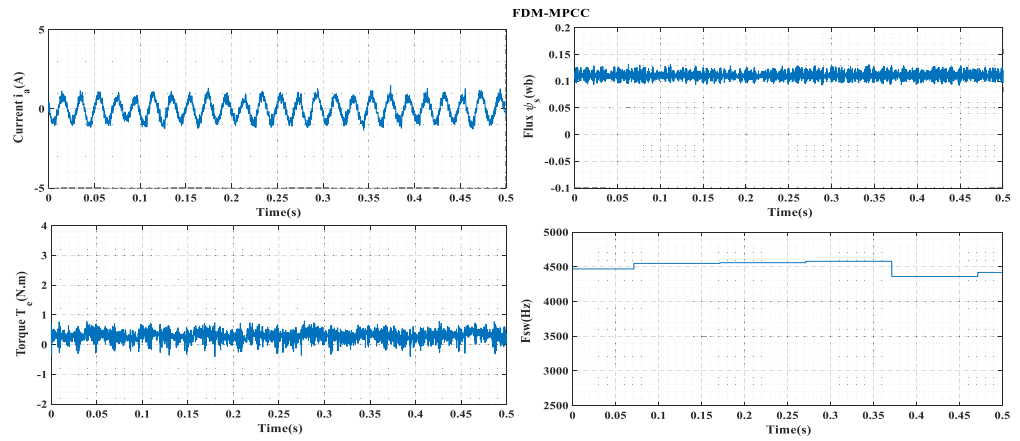 FDM-MPCC
5
0
-5
Current i_a(A)
0 0.05 0.1 0.15 0.2 0.25 0.3 0.35 0.4 0.45 0.5
Time(s)
0.2
0.15
0.1
0.05
0
-0.05
-0.1
Flux ψ_s(wb)
0 0.05 0.1 0.15 0.2 0.25 0.3 0.35 0.4 0.45 0.5
Time(s)
4
3
2
1
0
-1
-2
Torque T_e(N.m)
0 0.05 0.1 0.15 0.2 0.25 0.3 0.35 0.4 0.45 0.5
Time(s)
5000
4500
4000
3500
3000
2500
Fsw(Hz)
0 0.05 0.1 0.15 0.2 0.25 0.3 0.35 0.4 0.45 0.5
Time(s)